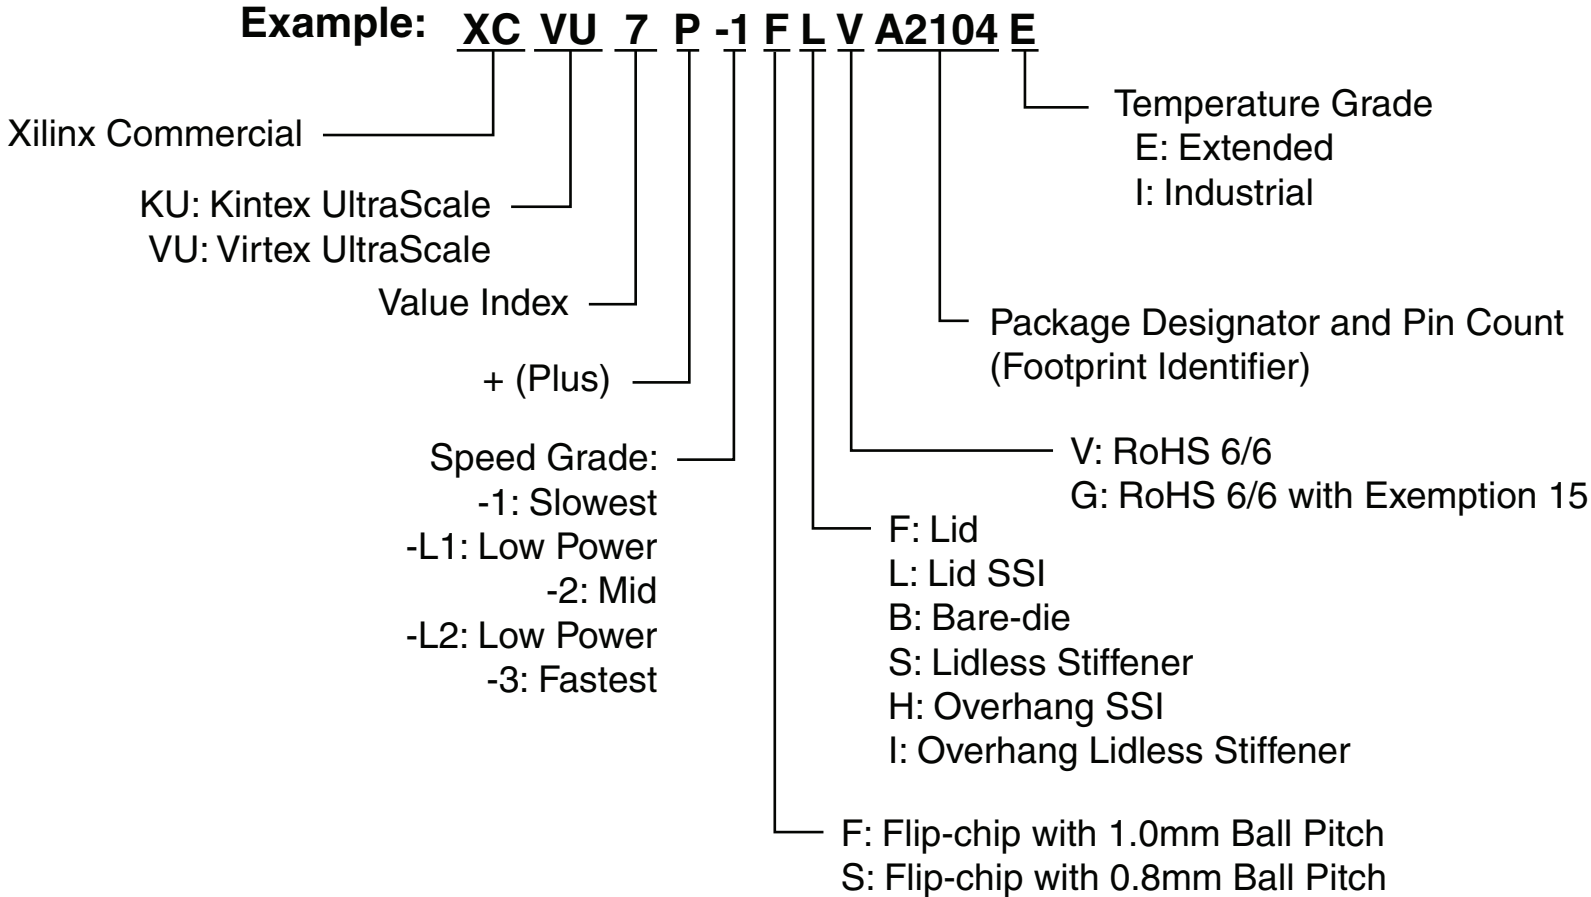 Example: XC VU 7 P -1 F L V A2104 E
Xilinx Commercial
KU: Kintex UltraScale
VU: Virtex UltraScale
Value Index
+ (Plus)
Speed Grade:
-1: Slowest
-L1: Low Power
-2: Mid
-L2: Low Power
-3: Fastest
Temperature Grade
E: Extended
I: Industrial
Package Designator and Pin Count
(Footprint Identifier)
V: RoHS 6/6
G: RoHS 6/6 with Exemption 15
F: Lid
L: Lid SSI
B: Bare-die
S: Lidless Stiffener
H: Overhang SSI
I: Overhang Lidless Stiffener
F: Flip-chip with 1.0mm Ball Pitch
S: Flip-chip with 0.8mm Ball Pitch